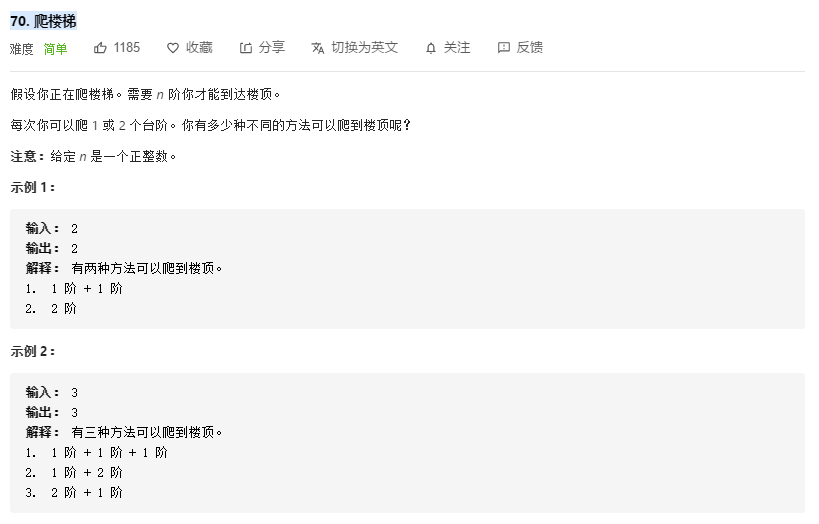 70. 爬楼梯
难度 简单 1185 收藏 分享 切换为英文 关注 反馈
假设你正在爬楼梯。需要 n 阶你才能到达楼顶。
每次你可以爬 1 或 2 个台阶。你有多少种不同的方法可以爬到楼顶呢？
注意：给定 n 是一个正整数。
示例 1：
输入： 2
输出： 2
解释： 有两种方法可以爬到楼顶。
1. 1 阶 + 1 阶
2. 2 阶
示例 2：
输入： 3
输出： 3
解释： 有三种方法可以爬到楼顶。
1. 1 阶 + 1 阶 + 1 阶
2. 1 阶 + 2 阶
3. 2 阶 + 1 阶